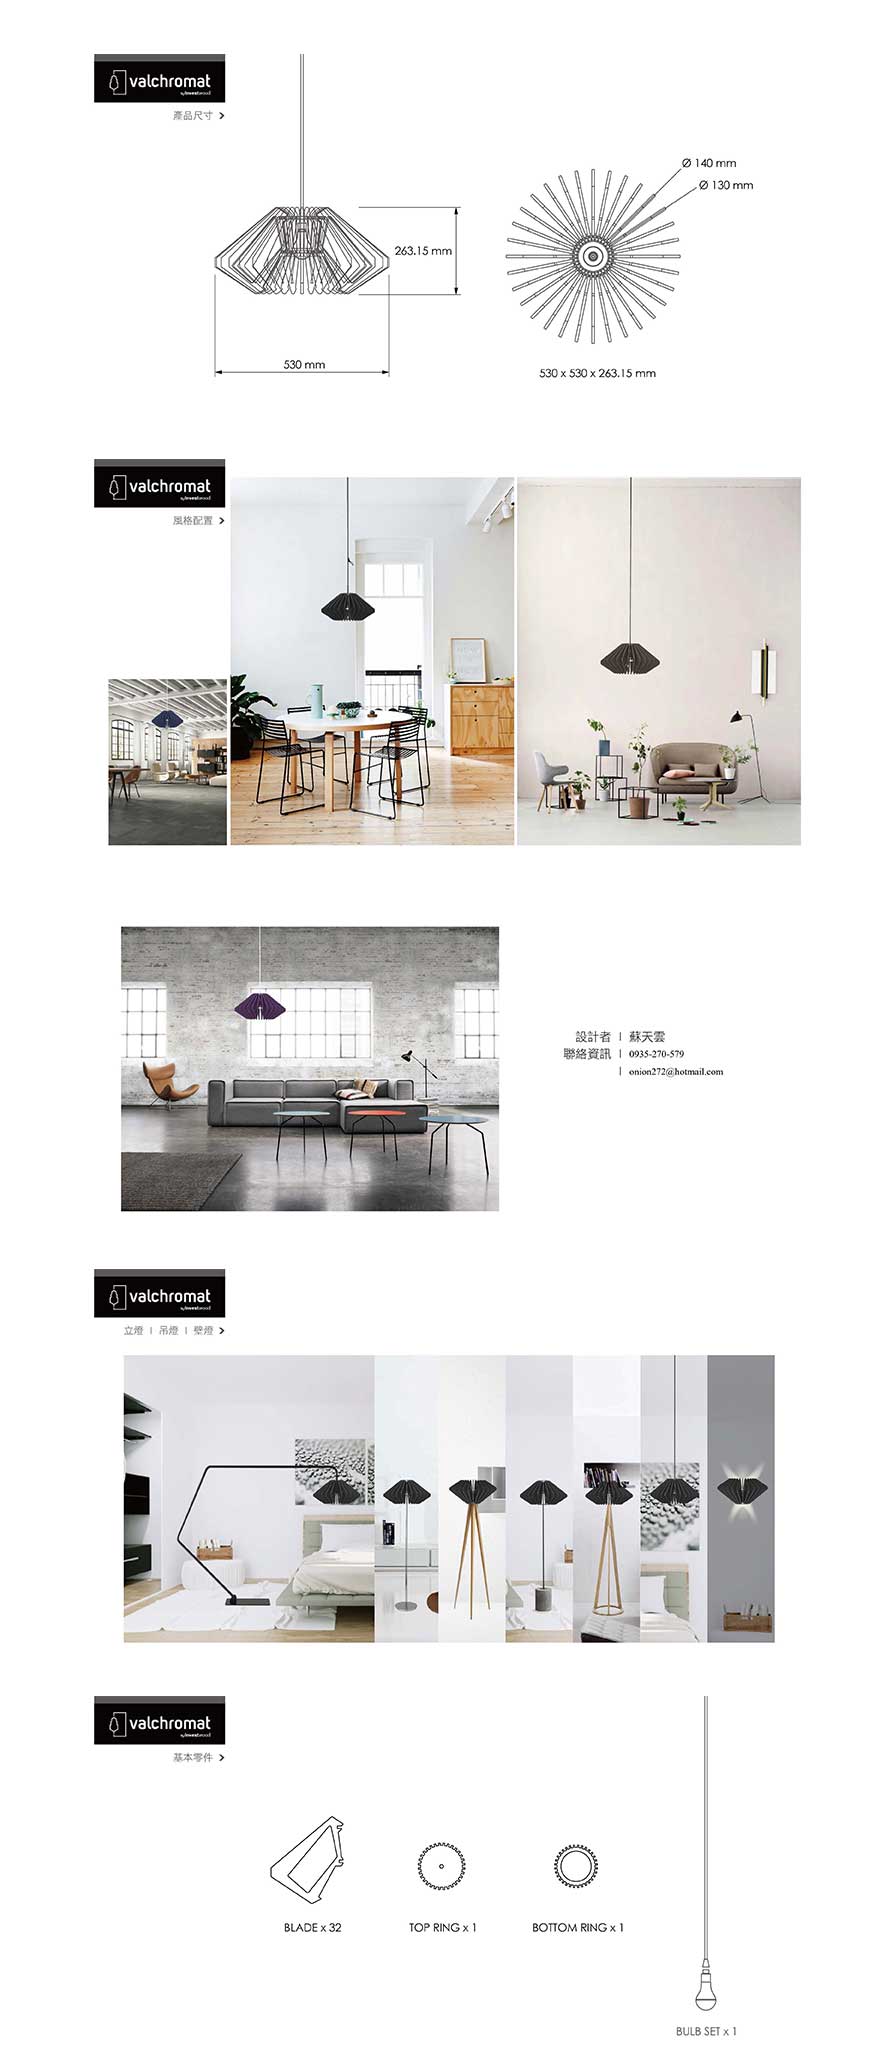 valchromat
by investwood
產品尺寸
Ø 140 mm
Ø 130 mm
263.15 mm
530 mm
530 x 530 x 263.15 mm
valchromat
by investwood
風格配置
設計者 | 蘇天雲
聯絡資訊 | 0935-270-579
| onion272@hotmail.com
valchromat
by investwood
立燈 | 吊燈 | 壁燈
valchromat
by investwood
基本零件
BLADE x 32
TOP RING x 1
BOTTOM RING x 1
BULB SET x 1